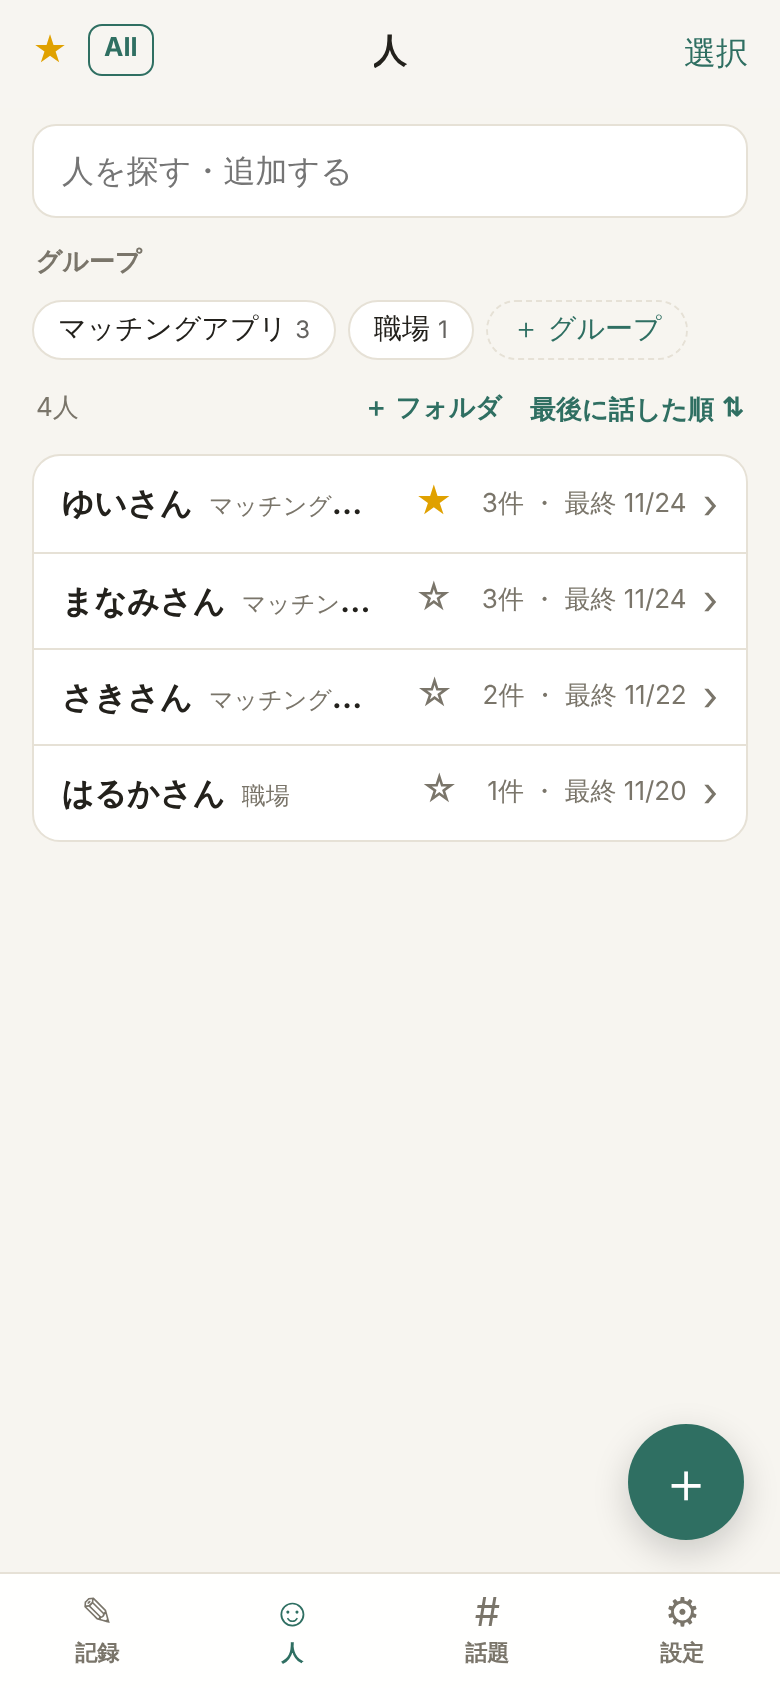 ★ All 人 選択
人を探す・追加する
グループ
マッチングアプリ 3 職場 1 + グループ
4人 + フォルダ 最後に話した順 ⇅
ゆいさん マッチング… ★ 3件 ・ 最終 11/24 ›
まなみさん マッチン… ☆ 3件 ・ 最終 11/24 ›
さきさん マッチング… ☆ 2件 ・ 最終 11/22 ›
はるかさん 職場 ☆ 1件 ・ 最終 11/20 ›
+
✎ ☺ # ⚙
記録 人 話題 設定